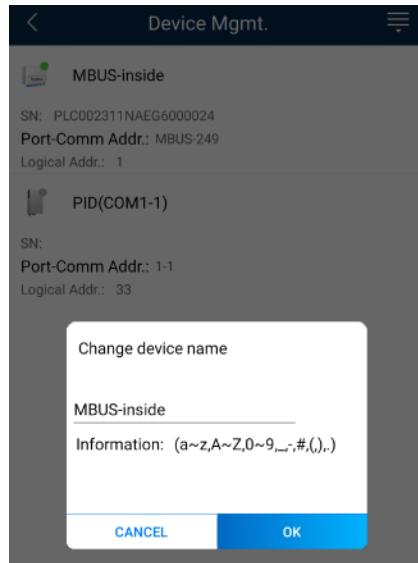 Device Mgmt.
MBUS-inside
SN: PLC002311NAEG6000024
Port-Comm Addr.: MBUS-249
Logical Addr.: 1
PID(COM1-1)
SN:
Port-Comm Addr.: 1-1
Logical Addr.: 33
Change device name
MBUS-inside
Information: (a~z,A~Z,0~9,_,-,#,(,),.)
CANCEL OK